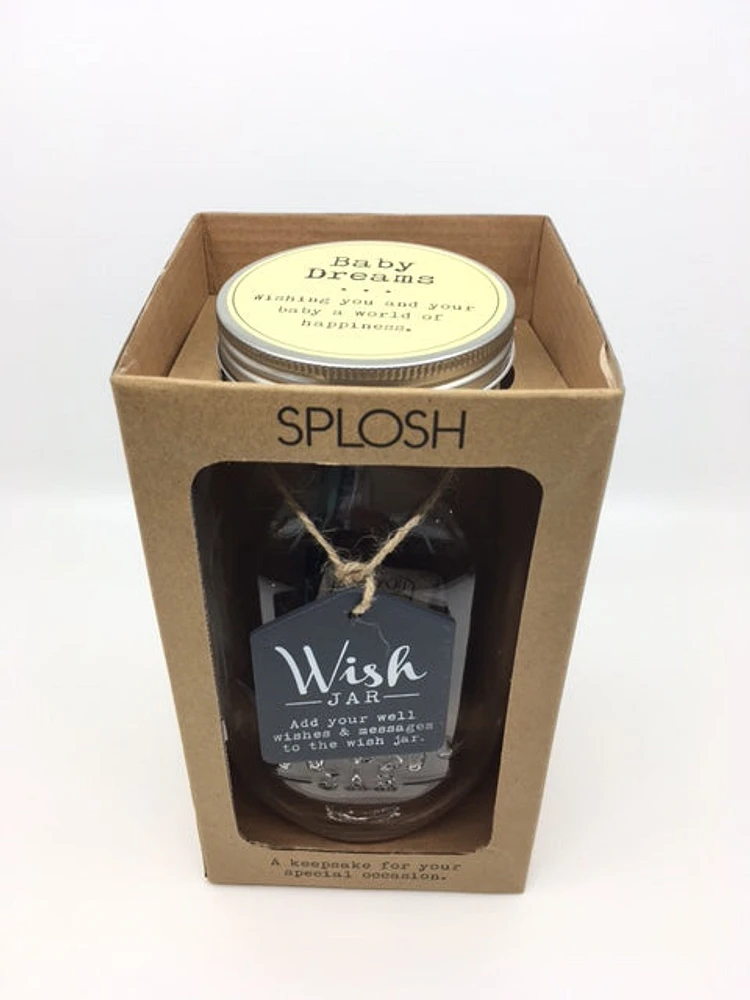 Baby
Dreams
• • •
Wishing you and your
baby a world of
happiness.
SPLOSH
Wish
JAR
Add your well
wishes & messages
to the wish jar.
A keepsake for your
special occasion.